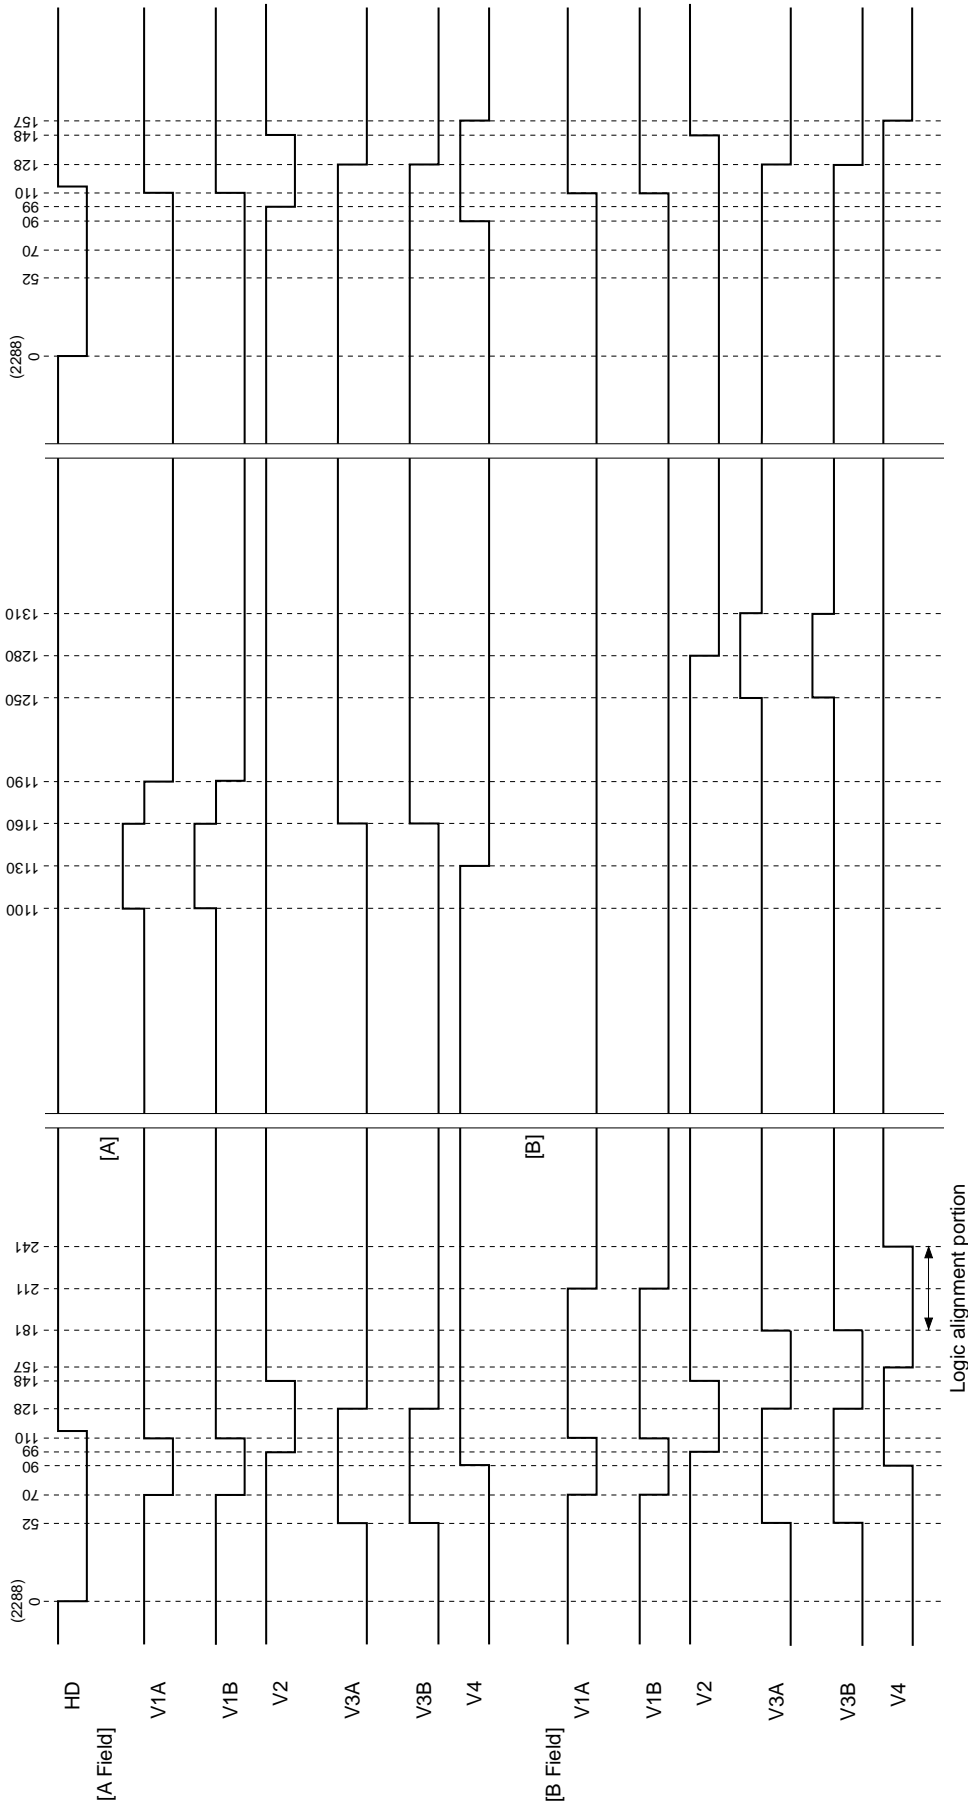 HD
[A Field]
V1A
V1B
V2
V3A
V3B
V4
[B Field]
V1A
V1B
V2
V3A
V3B
V4
(2288)
0
52
70
90
99
110
128
148
157
181
211
241
[A]
[B]
Logic alignment portion
1100
1130
1160
1190
1250
1280
1310
(2288)
0
52
70
90
99
110
128
148
157